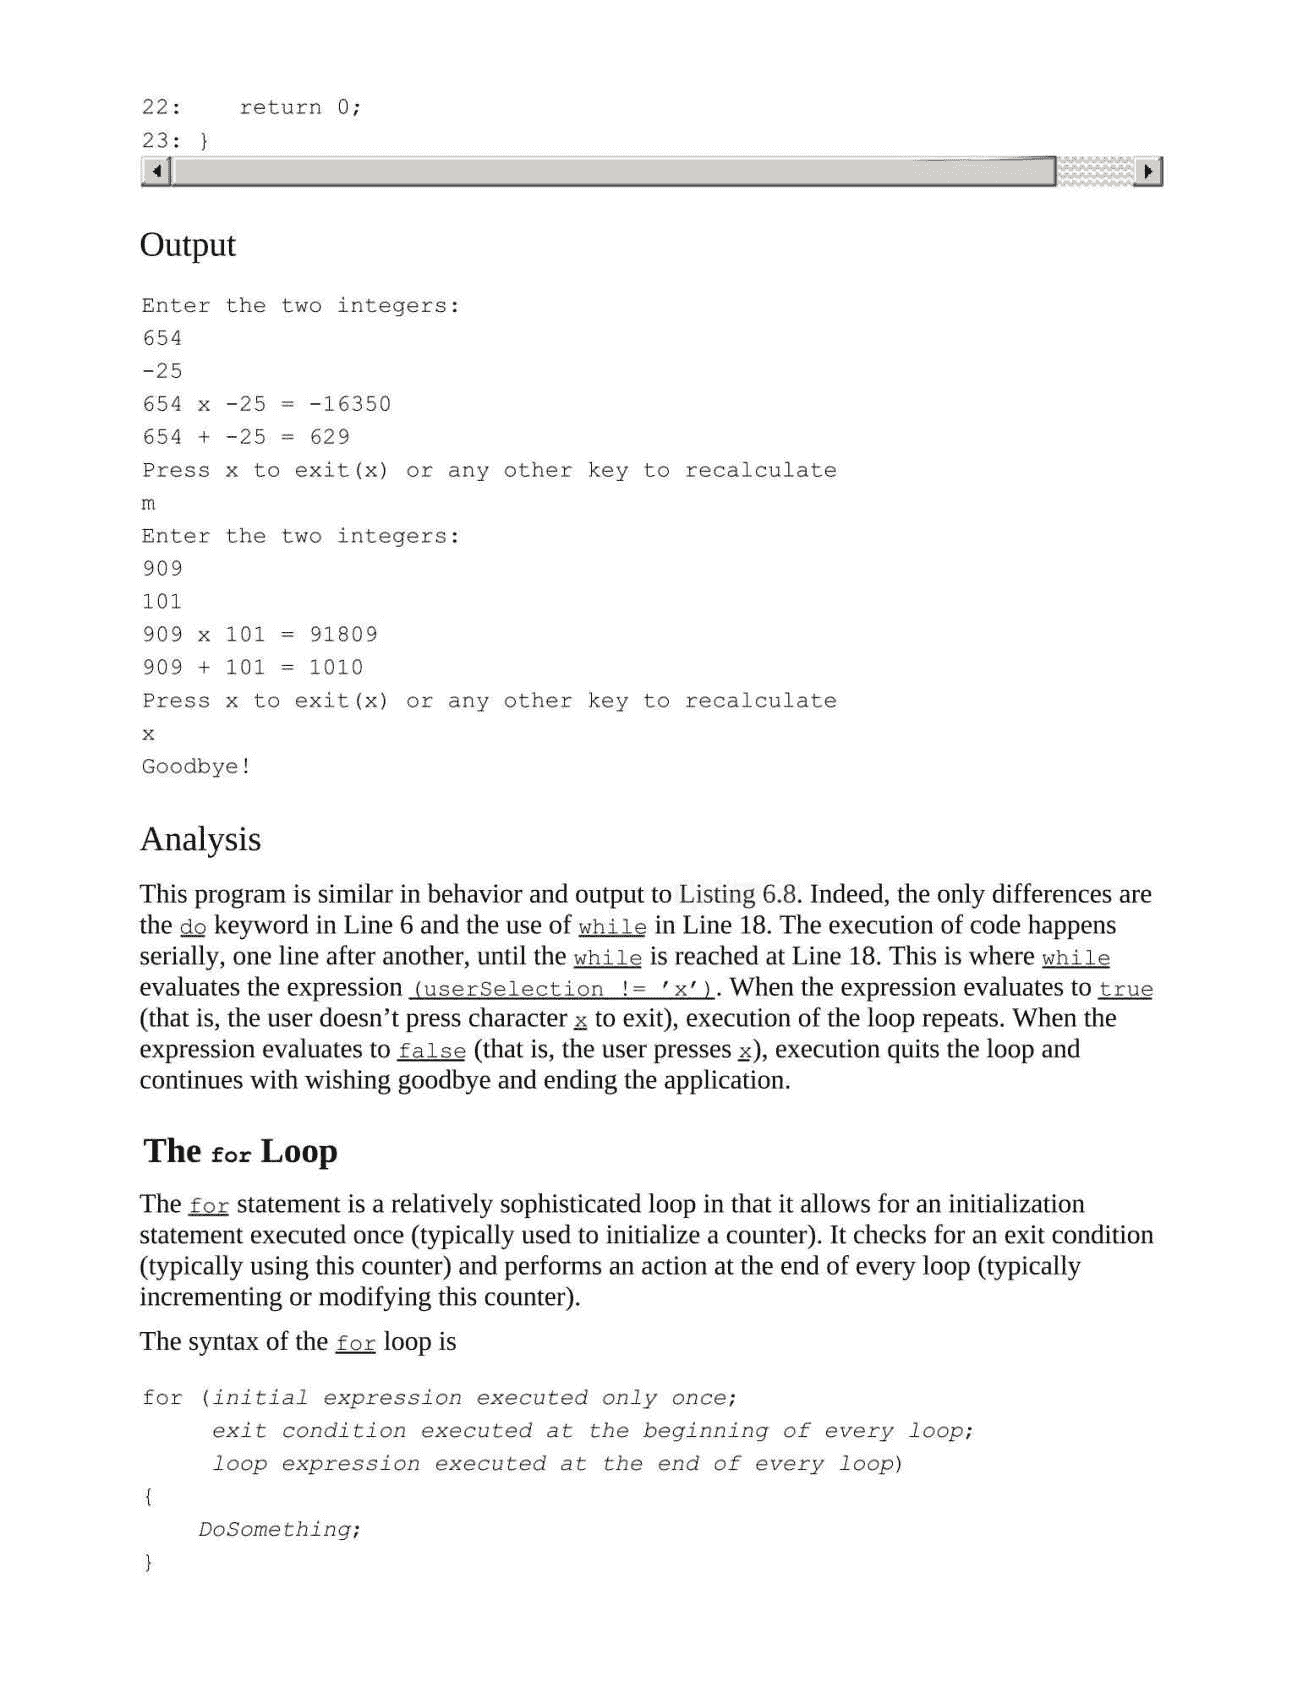 22:    return 0;
23: }
Output
Enter the two integers:
654
-25
654 x -25 = -16350
654 + -25 = 629
Press x to exit(x) or any other key to recalculate
m
Enter the two integers:
909
101
909 x 101 = 91809
909 + 101 = 1010
Press x to exit(x) or any other key to recalculate
x
Goodbye!
Analysis
This program is similar in behavior and output to Listing 6.8. Indeed, the only differences are
the do keyword in Line 6 and the use of while in Line 18. The execution of code happens
serially, one line after another, until the while is reached at Line 18. This is where while
evaluates the expression (userSelection != ’x’). When the expression evaluates to true
(that is, the user doesn’t press character x to exit), execution of the loop repeats. When the
expression evaluates to false (that is, the user presses x), execution quits the loop and
continues with wishing goodbye and ending the application.
The for Loop
The for statement is a relatively sophisticated loop in that it allows for an initialization
statement executed once (typically used to initialize a counter). It checks for an exit condition
(typically using this counter) and performs an action at the end of every loop (typically
incrementing or modifying this counter).
The syntax of the for loop is
for (initial expression executed only once;
     exit condition executed at the beginning of every loop;
     loop expression executed at the end of every loop)
{
    DoSomething;
}